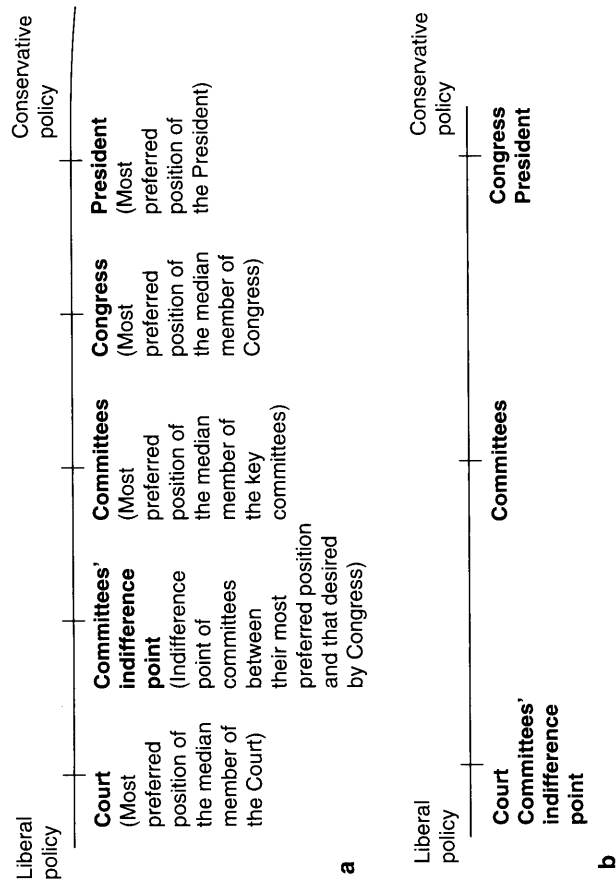 Liberal
policy
Conservative
policy
Court
(Most
preferred
position of
the median
member of
the Court)
Committees'
indifference
point
(Indifference
point of
committees
between
their most
preferred position
and that desired
by Congress)
Committees
(Most
preferred
position of
the median
member of
the key
committees)
Congress
(Most
preferred
position of
the median
member of
Congress)
President
(Most
preferred
position of
the President)
a
Liberal
policy
Conservative
policy
Court
Committees'
indifference
point
Committees
Congress
President
b